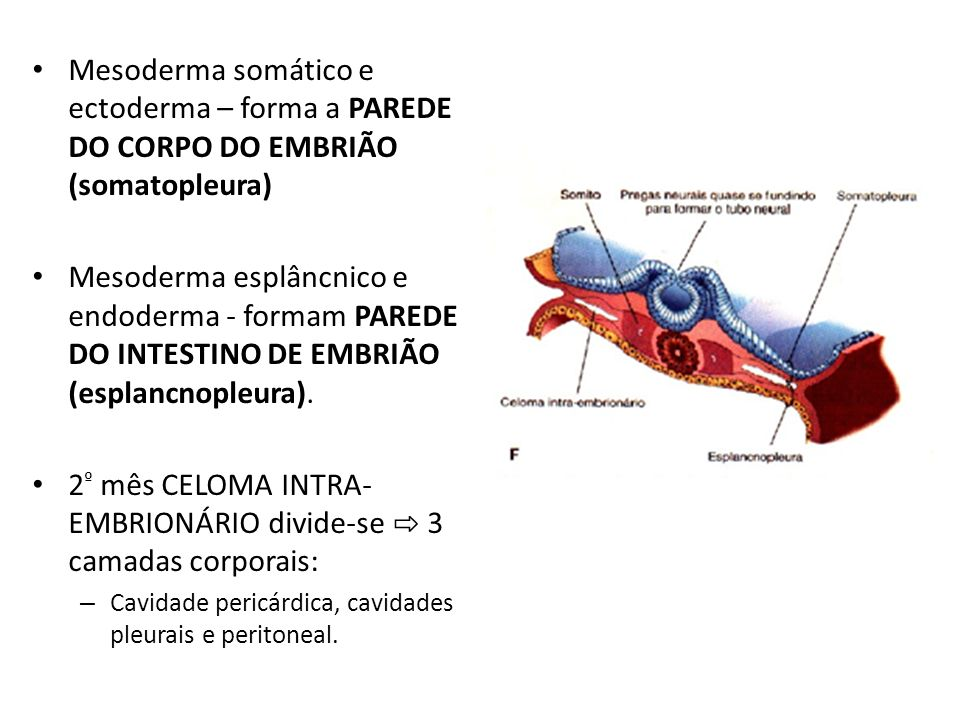 • Mesoderma somático e
ectoderma – forma a PAREDE
DO CORPO DO EMBRIÃO
(somatopleura)
• Mesoderma esplâncnico e
endoderma - formam PAREDE
DO INTESTINO DE EMBRIÃO
(esplancnopleura).
• 2º mês CELOMA INTRA-
EMBRIONÁRIO divide-se ⇨ 3
camadas corporais:
– Cavidade pericárdica, cavidades
pleurais e peritoneal.
Somito
Pregas neurais quase se fundindo
para formar o tubo neural
Somatopleura
Celoma intra-embrionário
Esplancnopleura
F